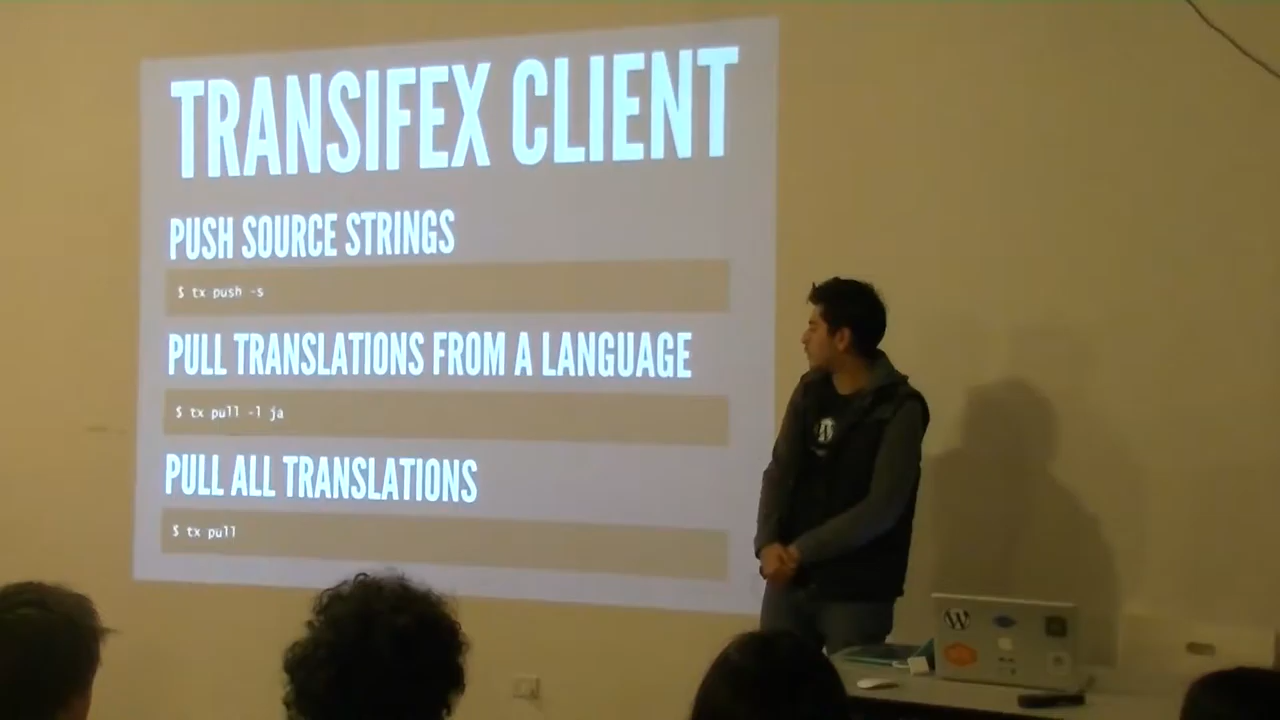 TRANSIFEX CLIENT
PUSH SOURCE STRINGS
$ tx push -s
PULL TRANSLATIONS FROM A LANGUAGE
$ tx pull -l ja
PULL ALL TRANSLATIONS
$ tx pull